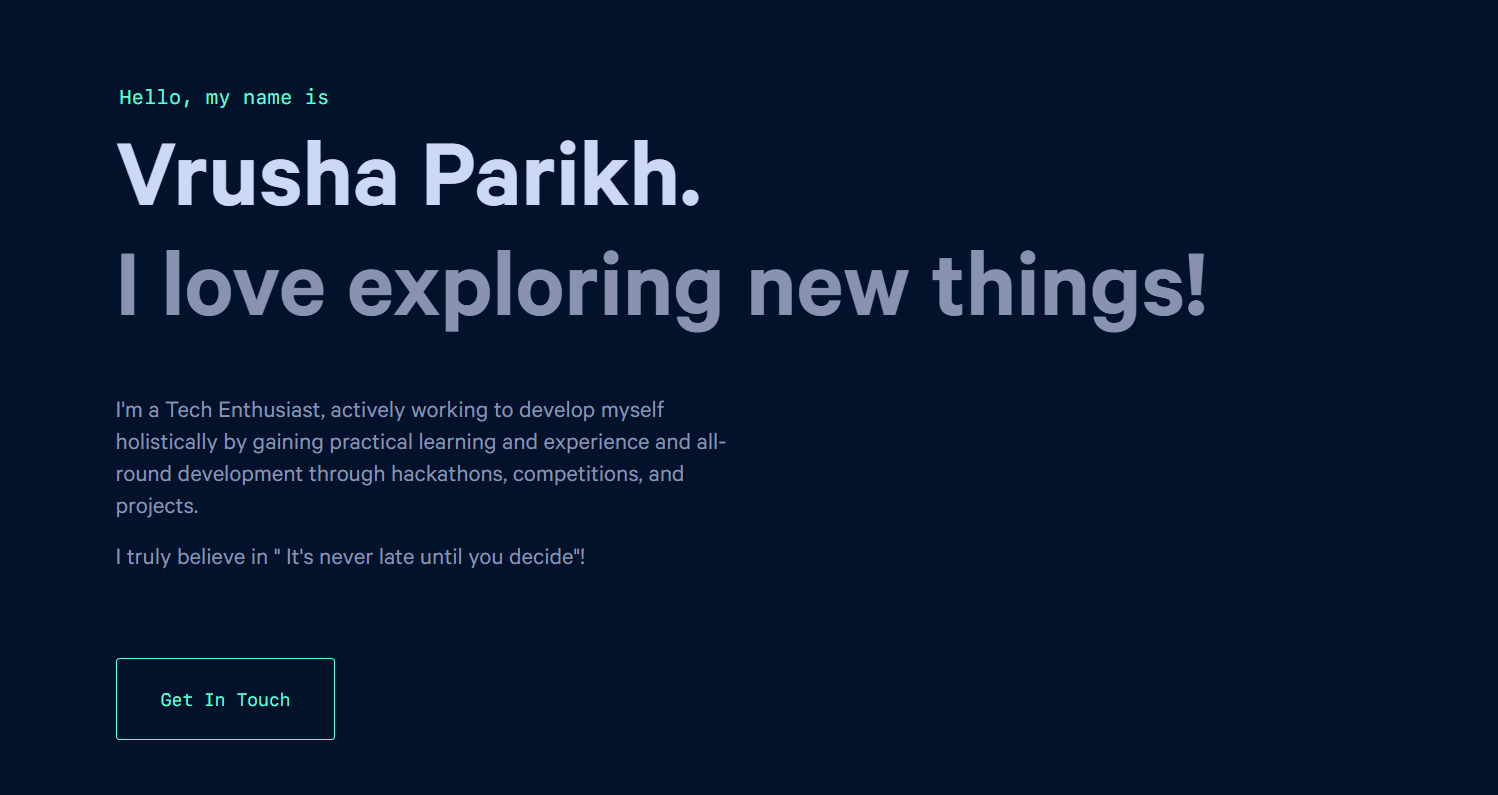 Hello, my name is
Vrusha Parikh.
I love exploring new things!
I'm a Tech Enthusiast, actively working to develop myself
holistically by gaining practical learning and experience and all-
round development through hackathons, competitions, and
projects.
I truly believe in " It's never late until you decide"!
Get In Touch